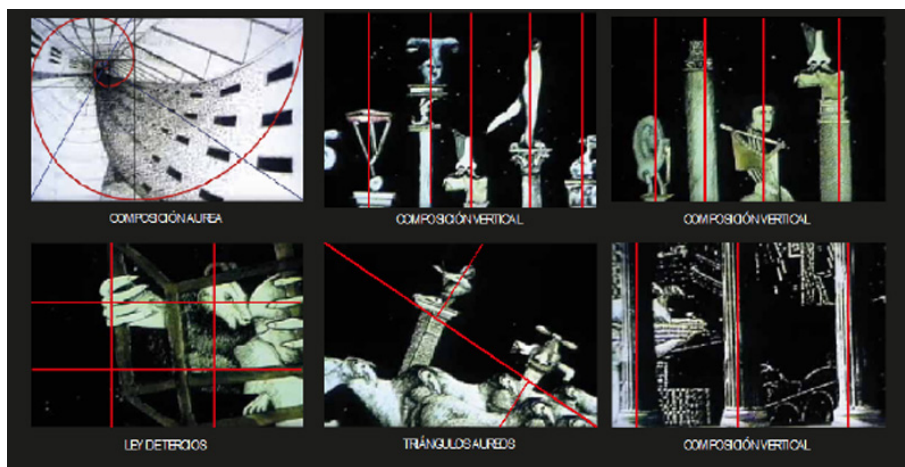 COMPOSICIÓN AUREA
COMPOSICIÓN VERTICAL
COMPOSICIÓN VERTICAL
LEY DE TERCIOS
TRIÁNGULOS AUREOS
COMPOSICIÓN VERTICAL